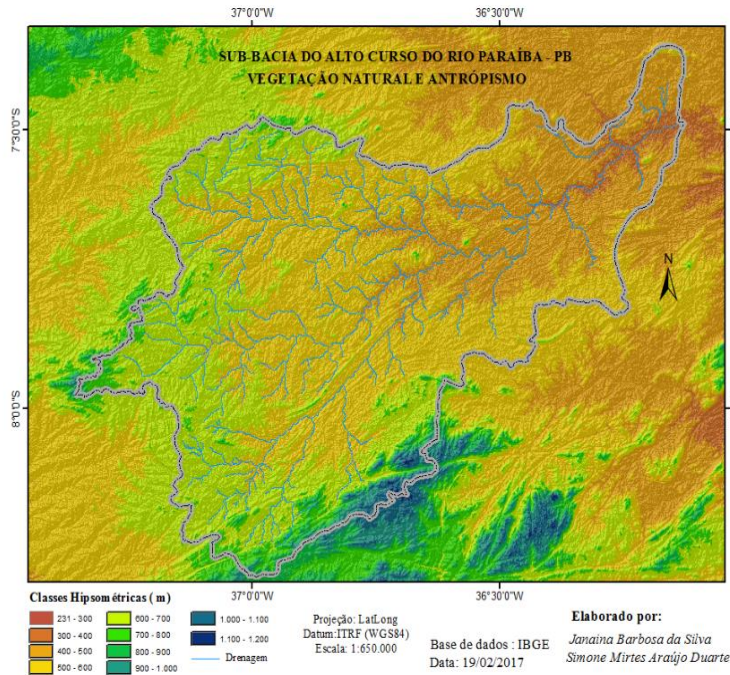 37°0'0"W 36°30'0"W
SUB-BACIA DO ALTO CURSO DO RIO PARAÍBA - PB
VEGETAÇÃO NATURAL E ANTRÓPISMO
7°30'0"S
N
8°0'0"S
37°0'0"W 36°30'0"W
Classes Hipsométricas ( m)
231 - 300
300 - 400
400 - 500
500 - 600
600 - 700
700 - 800
800 - 900
900 - 1.000
1.000 - 1.100
1.100 - 1.200
Drenagem
Projeção: LatLong
Datum:ITRF (WGS84)
Escala: 1:650.000
Base de dados : IBGE
Data: 19/02/2017
Elaborado por:
Janaina Barbosa da Silva
Simone Mirtes Araújo Duarte